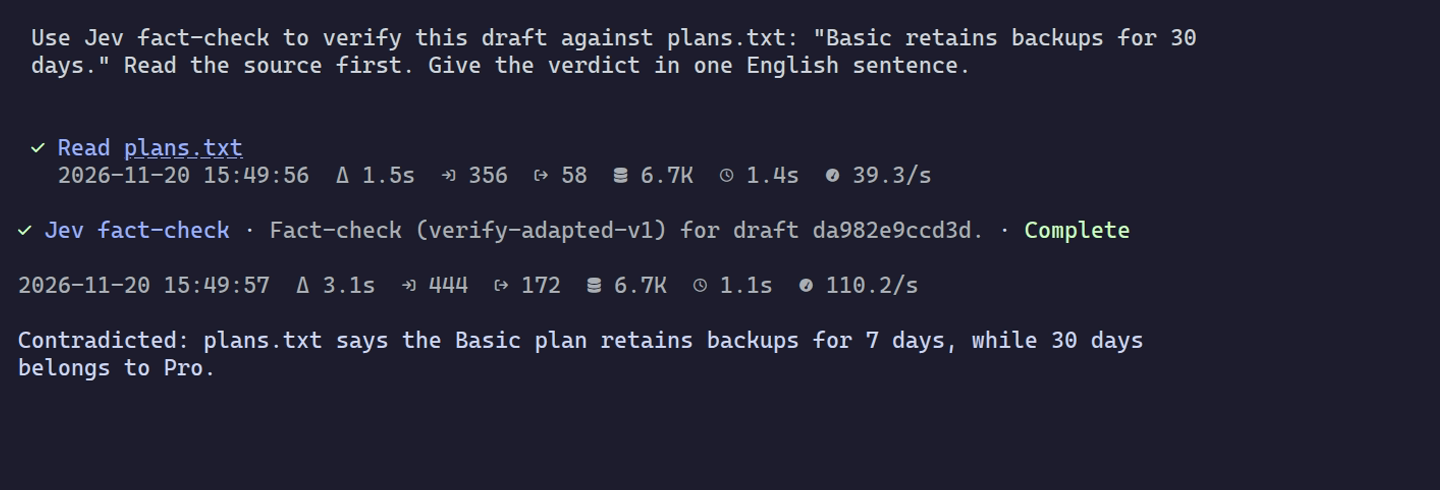 Use Jev fact-check to verify this draft against plans.txt: "Basic retains backups for 30
days." Read the source first. Give the verdict in one English sentence.
✓ Read plans.txt
2026-11-20 15:49:56 Δ 1.5s 356 58 6.7K 1.4s 39.3/s
✓ Jev fact-check · Fact-check (verify-adapted-v1) for draft da982e9ccd3d. · Complete
2026-11-20 15:49:57 Δ 3.1s 444 172 6.7K 1.1s 110.2/s
Contradicted: plans.txt says the Basic plan retains backups for 7 days, while 30 days
belongs to Pro.